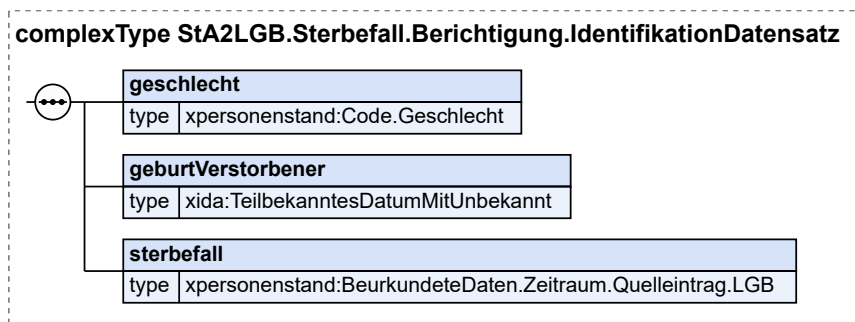 complexType StA2LGB.Sterbefall.Berichtigung.IdentifikationDatensatz
geschlecht
type xpersonenstand:Code.Geschlecht
geburtVerstorbener
type xida:TeilbekanntesDatumMitUnbekannt
sterbefall
type xpersonenstand:BeurkundeteDaten.Zeitraum.Quelleintrag.LGB